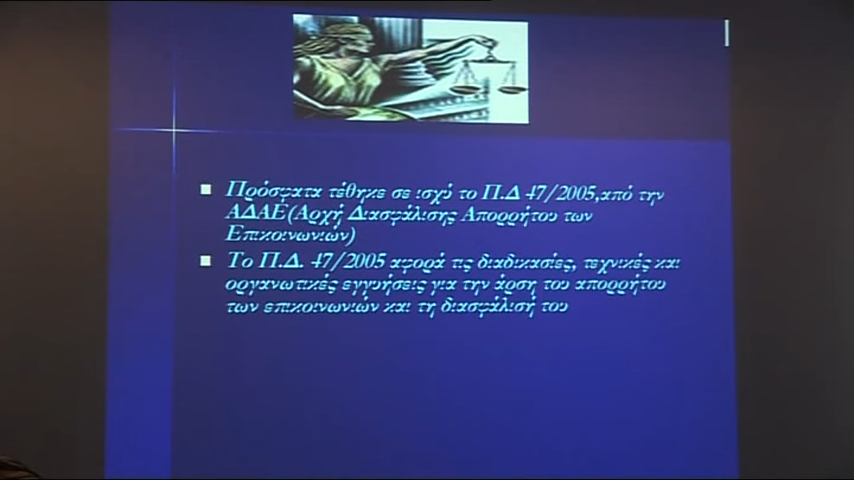 Πρόσφατα τέθηκε σε ισχύ το Π.Δ 47/2005,από την
ΑΔΑΕ(Αρχή Διασφάλισης Απορρήτου των
Επικοινωνιών)
Το Π.Δ. 47/2005 αφορά τις διαδικασίες, τεχνικές και
οργανωτικές εγγυήσεις για την άρση του απορρήτου
των επικοινωνιών και τη διασφάλισή του